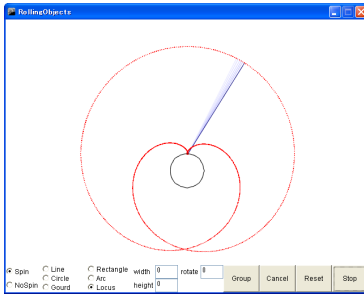 RollingObjects
Spin Line Rectangle width 0 rotate 0
Circle Arc Group Cancel Reset Stop
NoSpin Gourd Locus height 0